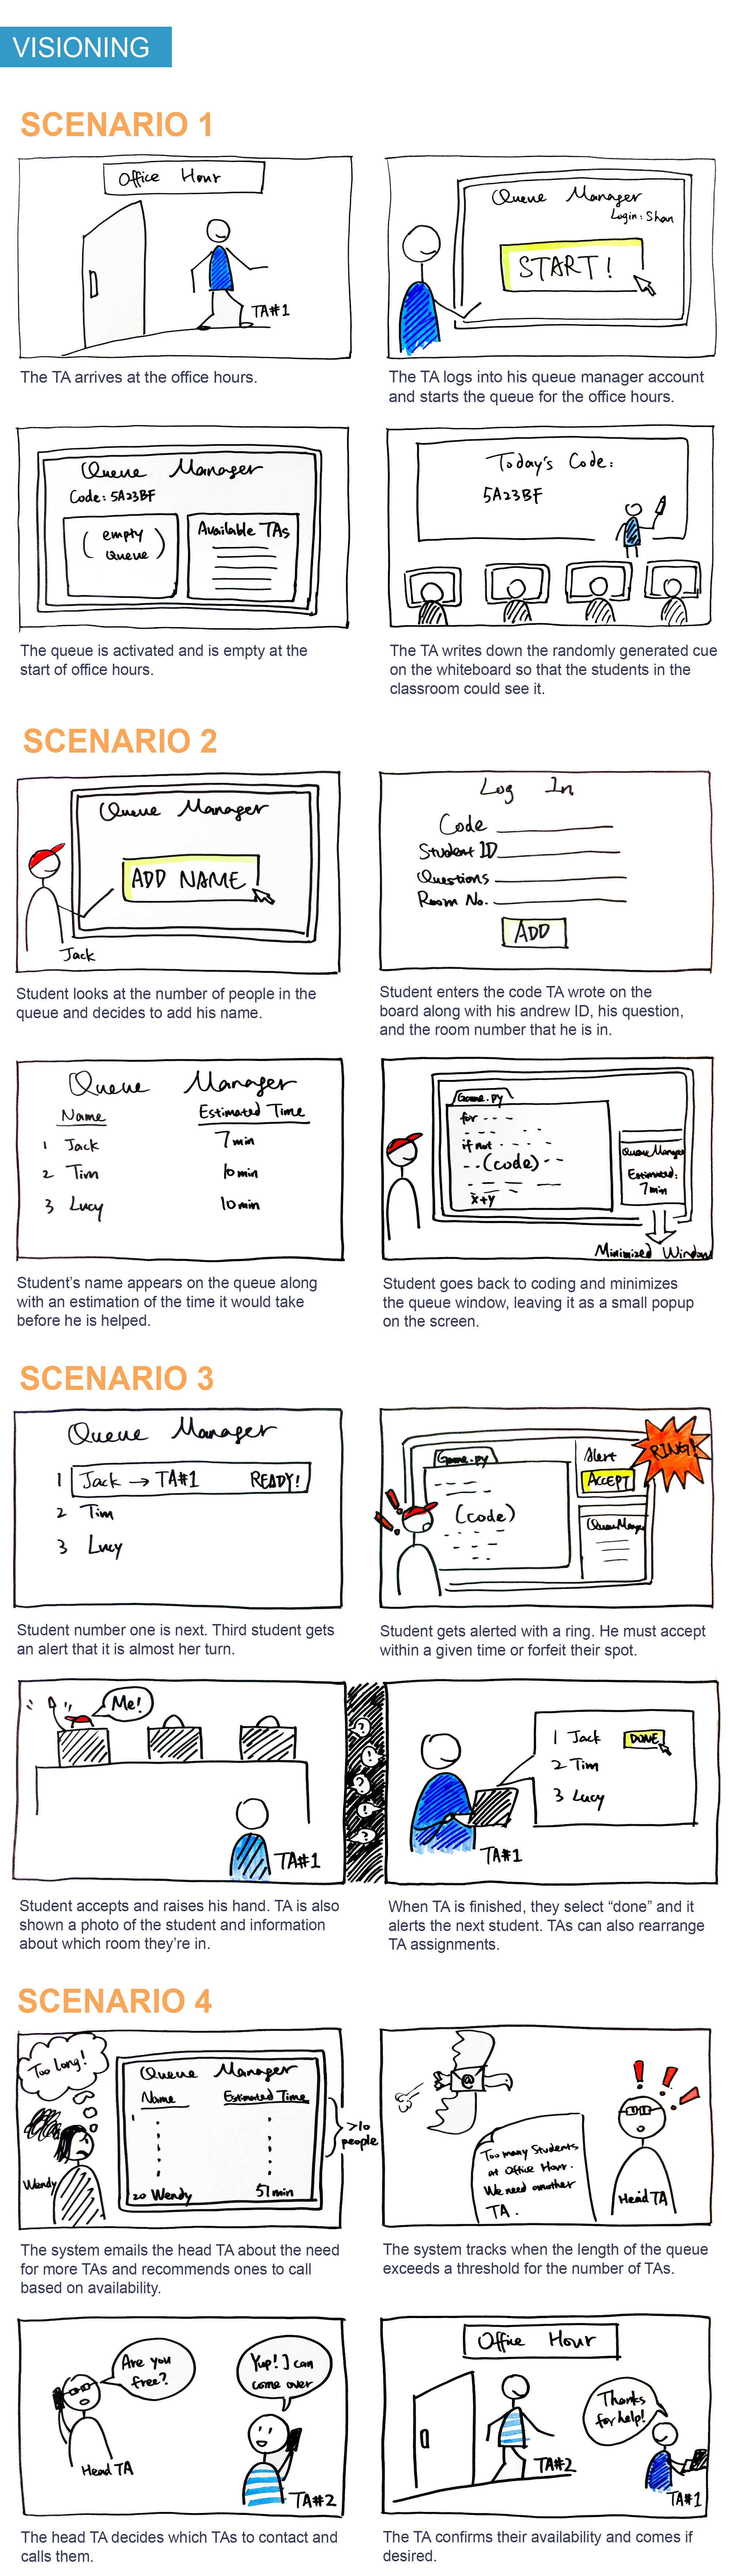 VISIONING
SCENARIO 1
Office Hour
TA#1
The TA arrives at the office hours.
Queue Manager
Login: Shan
START!
The TA logs into his queue manager account
and starts the queue for the office hours.
Queue Manager
Code: 5A23BF
(empty
queue)
Available TAs
The queue is activated and is empty at the
start of office hours.
Today's Code:
5A23BF
The TA writes down the randomly generated cue
on the whiteboard so that the students in the
classroom could see it.
SCENARIO 2
Queue Manager
ADD NAME
Jack
Student looks at the number of people in the
queue and decides to add his name.
Log In
Code
Student ID
Questions
Room No.
ADD
Student enters the code TA wrote on the
board along with his andrew ID, his question,
and the room number that he is in.
Queue Manager
Name Estimated Time
1 Jack 7min
2 Tim 10min
3 Lucy 10min
Student's name appears on the queue along
with an estimation of the time it would take
before he is helped.
Game.py
for
if not
(code)
x+y
Queue Manager
Estimated:
7min
Minimized Window
Student goes back to coding and minimizes
the queue window, leaving it as a small popup
on the screen.
SCENARIO 3
Queue Manager
1 Jack → TA#1 READY!
2 Tim
3 Lucy
Student number one is next. Third student gets
an alert that it is almost her turn.
Game.py
(code)
Alert
ACCEPT
RING!
Queue Manager
!!
Student gets alerted with a ring. He must accept
within a given time or forfeit their spot.
Me!
TA#1
Student accepts and raises his hand. TA is also
shown a photo of the student and information
about which room they're in.
?
!
?
!
?
1 Jack DONE
2 Tim
3 Lucy
TA#1
When TA is finished, they select "done" and it
alerts the next student. TAs can also rearrange
TA assignments.
SCENARIO 4
Too long!
Wendy
Queue Manager
Name Estimated Time
1
20 Wendy 51min
>10
people
The system emails the head TA about the need
for more TAs and recommends ones to call
based on availability.
@
Too many Students
at Office Hour.
We need another
TA.
!!!
Head TA
The system tracks when the length of the queue
exceeds a threshold for the number of TAs.
Are you
free?
Head TA
Yup! I can
come over
TA#2
The head TA decides which TAs to contact and
calls them.
Office Hour
TA#2
Thanks
for help!
TA#1
The TA confirms their availability and comes if
desired.